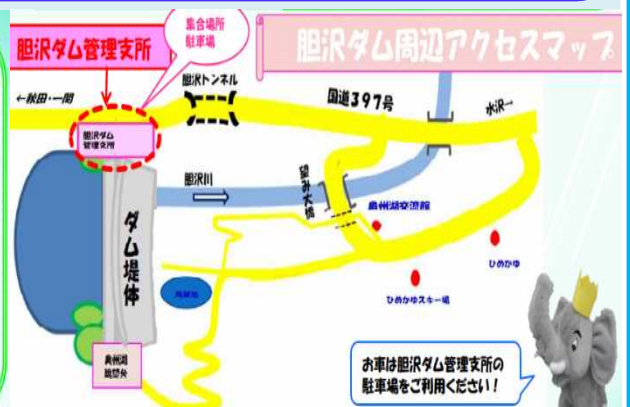 集合場所
駐車場
胆沢ダム管理支所
胆沢ダム周辺アクセスマップ
←秋田・一関
胆沢トンネル
国道397号
水沢→
胆沢ダム
管理支所
胆沢川
望み大橋
奥州湖交流館
ダム堤体
ひめかゆ
ひめかゆスキー場
奥州湖
眺望台
お車は胆沢ダム管理支所の
駐車場をご利用ください！